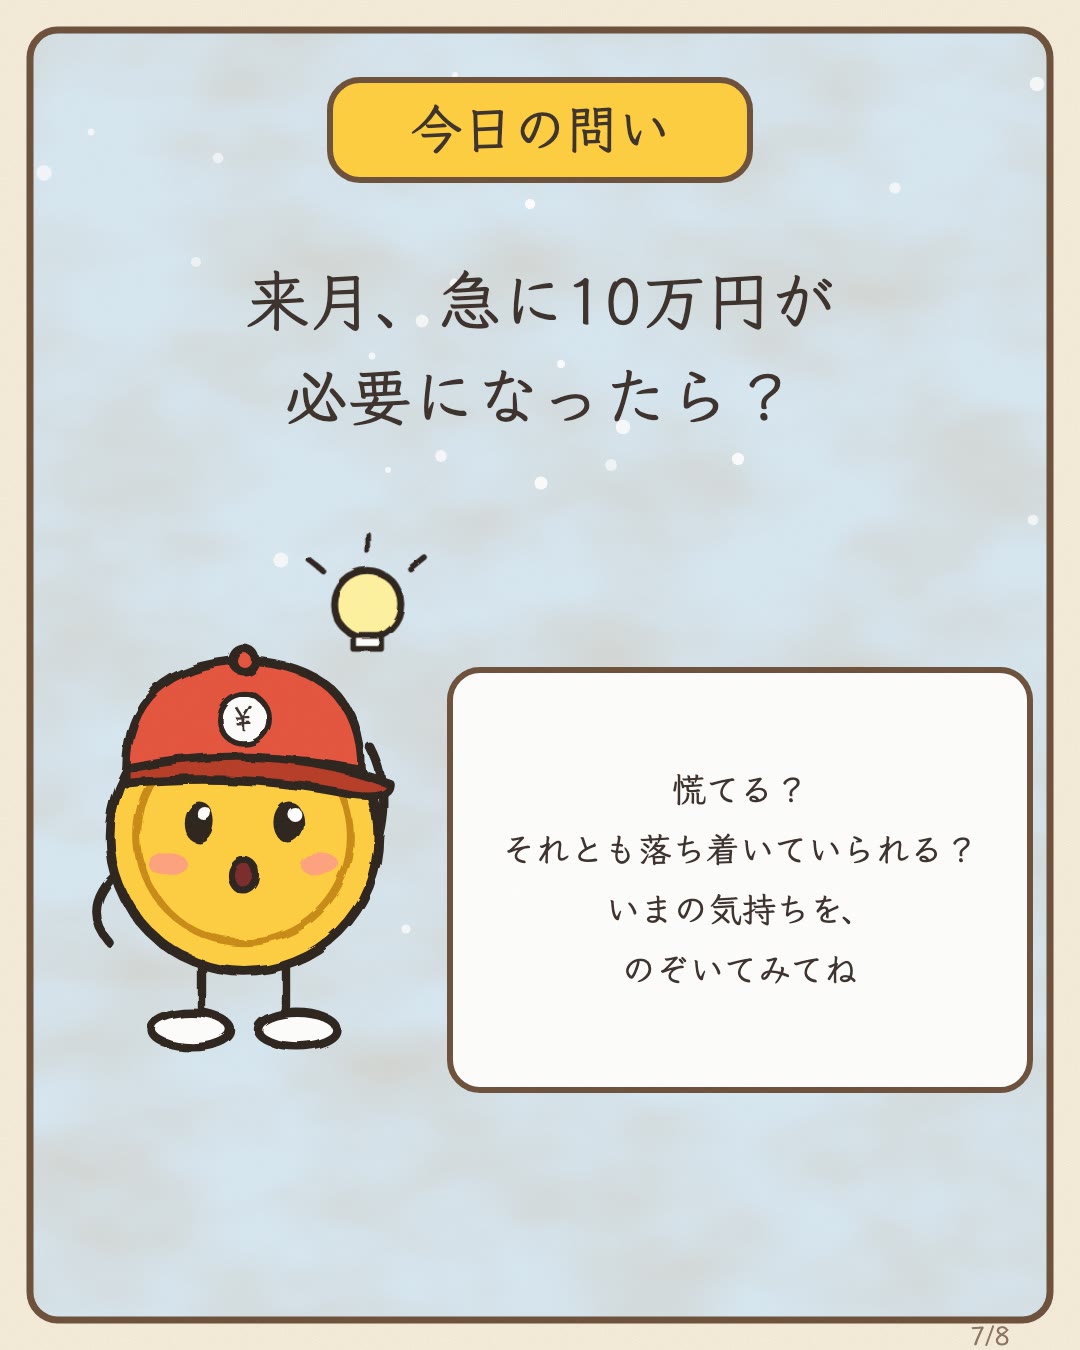 今日の問い
来月、急に10万円が
必要になったら？
¥
慌てる？
それとも落ち着いていられる？
いまの気持ちを、
のぞいてみてね
7/8